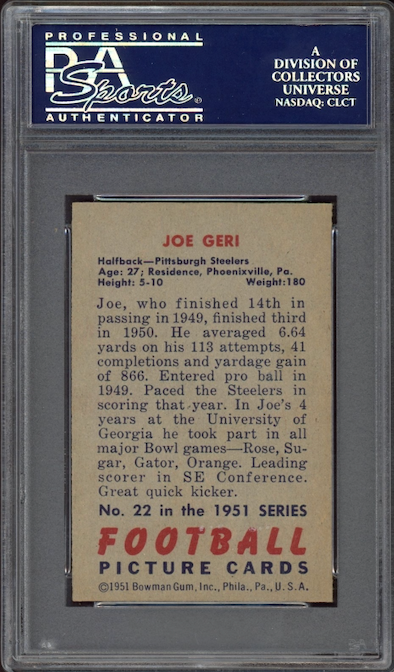 PROFESSIONAL
PSA
Sports
AUTHENTICATOR
A
DIVISION OF
COLLECTORS
UNIVERSE
NASDAQ: CLCT
JOE GERI
Halfback—Pittsburgh Steelers
Age: 27; Residence, Phoenixville, Pa.
Height: 5-10 Weight:180
Joe, who finished 14th in
passing in 1949, finished third
in 1950. He averaged 6.64
yards on his 113 attempts, 41
completions and yardage gain
of 866. Entered pro ball in
1949. Paced the Steelers in
scoring that year. In Joe's 4
years at the University of
Georgia he took part in all
major Bowl games—Rose, Su-
gar, Gator, Orange. Leading
scorer in SE Conference.
Great quick kicker.
No. 22 in the 1951 SERIES
FOOTBALL
PICTURE CARDS
©1951 Bowman Gum, Inc., Phila., Pa., U.S.A.